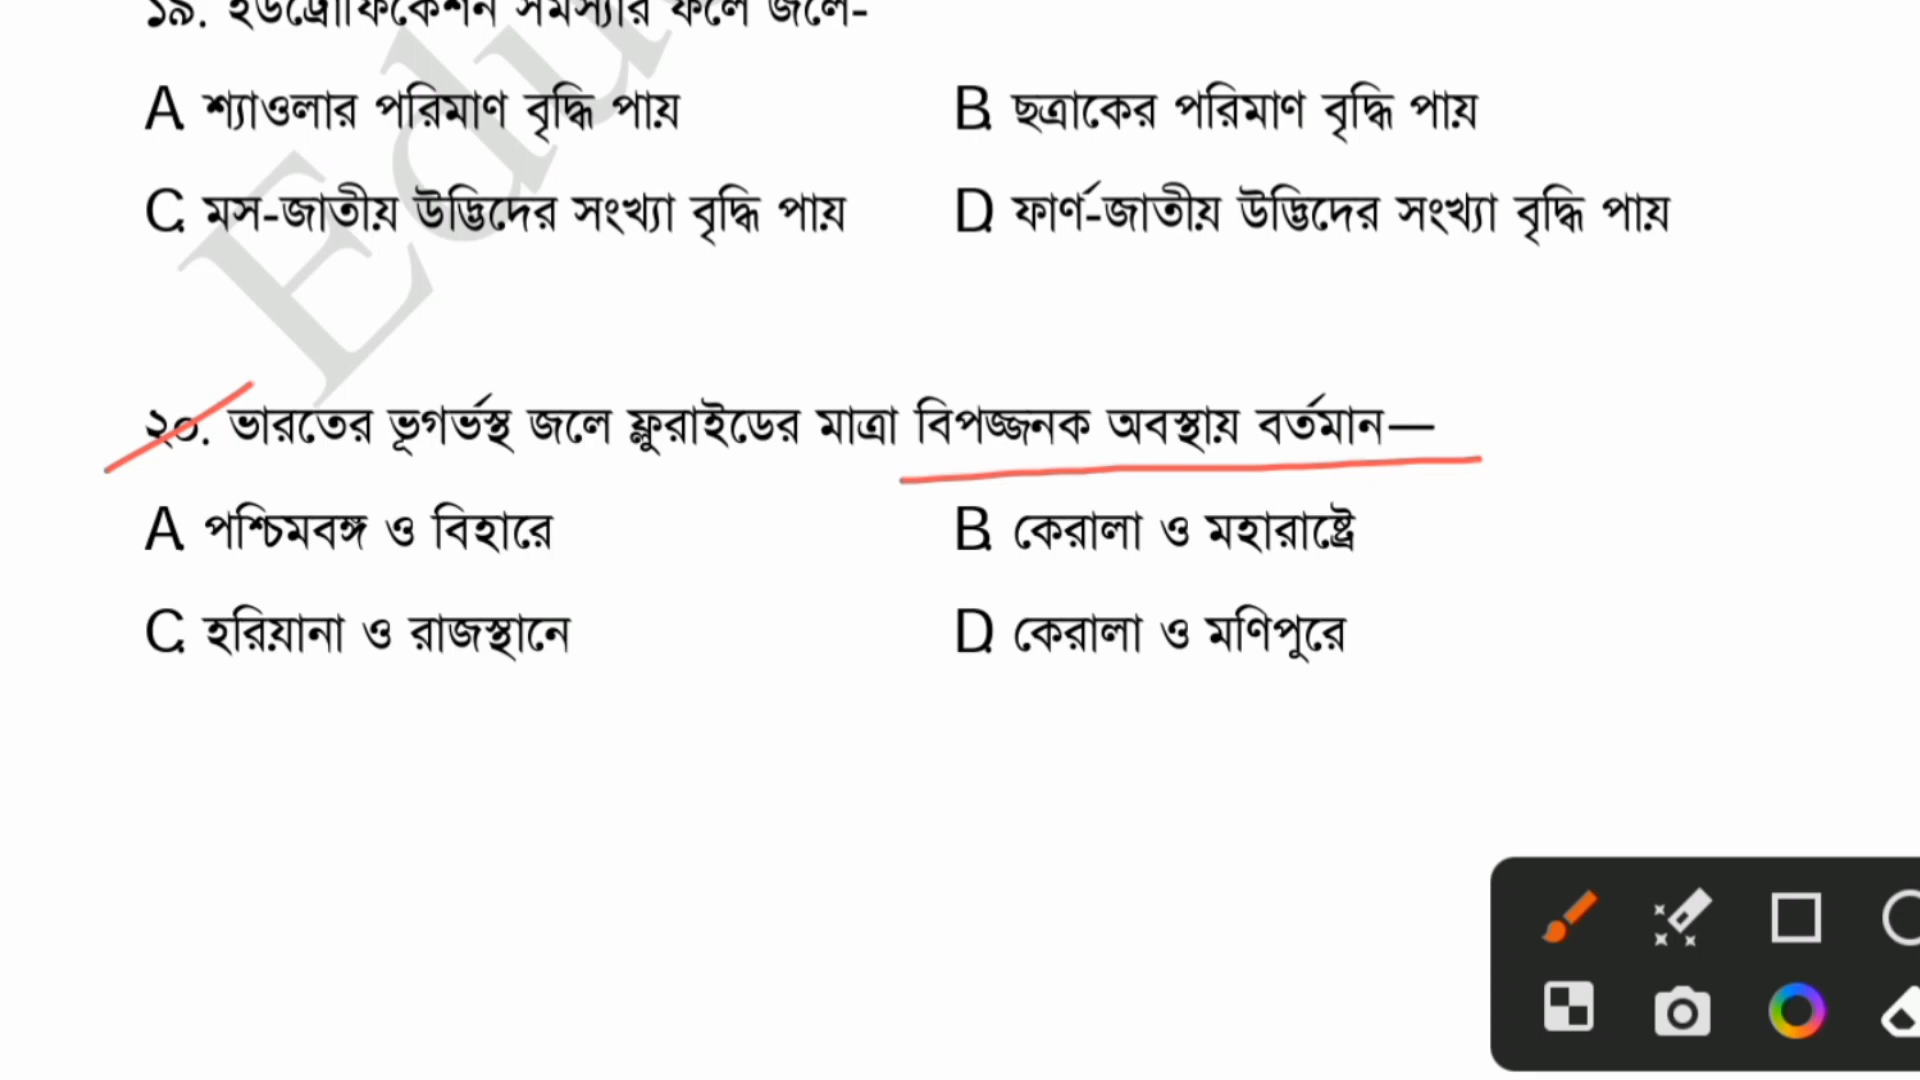 ১৯. ইউট্রোফিকেশন সমস্যার ফলে জলে-
A. শ্যাওলার পরিমাণ বৃদ্ধি পায়
B. ছত্রাকের পরিমাণ বৃদ্ধি পায়
C. মস-জাতীয় উদ্ভিদের সংখ্যা বৃদ্ধি পায়
D. ফার্ণ-জাতীয় উদ্ভিদের সংখ্যা বৃদ্ধি পায়
২০. ভারতের ভূগর্ভস্থ জলে ফ্লুরাইডের মাত্রা বিপজ্জনক অবস্থায় বর্তমান—
A. পশ্চিমবঙ্গ ও বিহারে
B. কেরালা ও মহারাষ্ট্রে
C. হরিয়ানা ও রাজস্থানে
D. কেরালা ও মণিপুরে